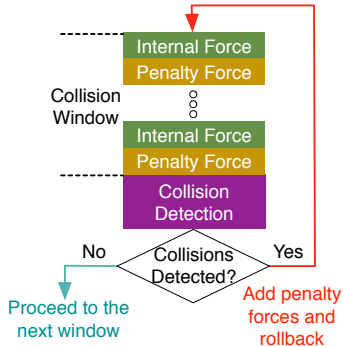 Internal Force
Penalty Force
Collision
Window
Internal Force
Penalty Force
Collision
Detection
No
Collisions
Detected?
Yes
Proceed to the
next window
Add penalty
forces and
rollback